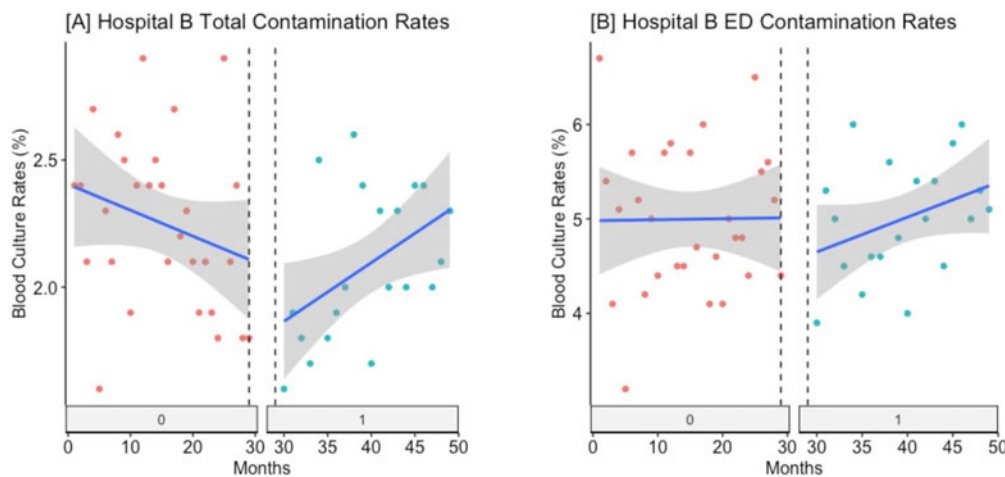 [A] Hospital B Total Contamination Rates
Blood Culture Rates (%)
2.5
2.0
0
1
0 10 20 30 30 35 40 45 50
Months
[B] Hospital B ED Contamination Rates
Blood Culture Rates (%)
6
5
4
0
1
0 10 20 30 30 35 40 45 50
Months